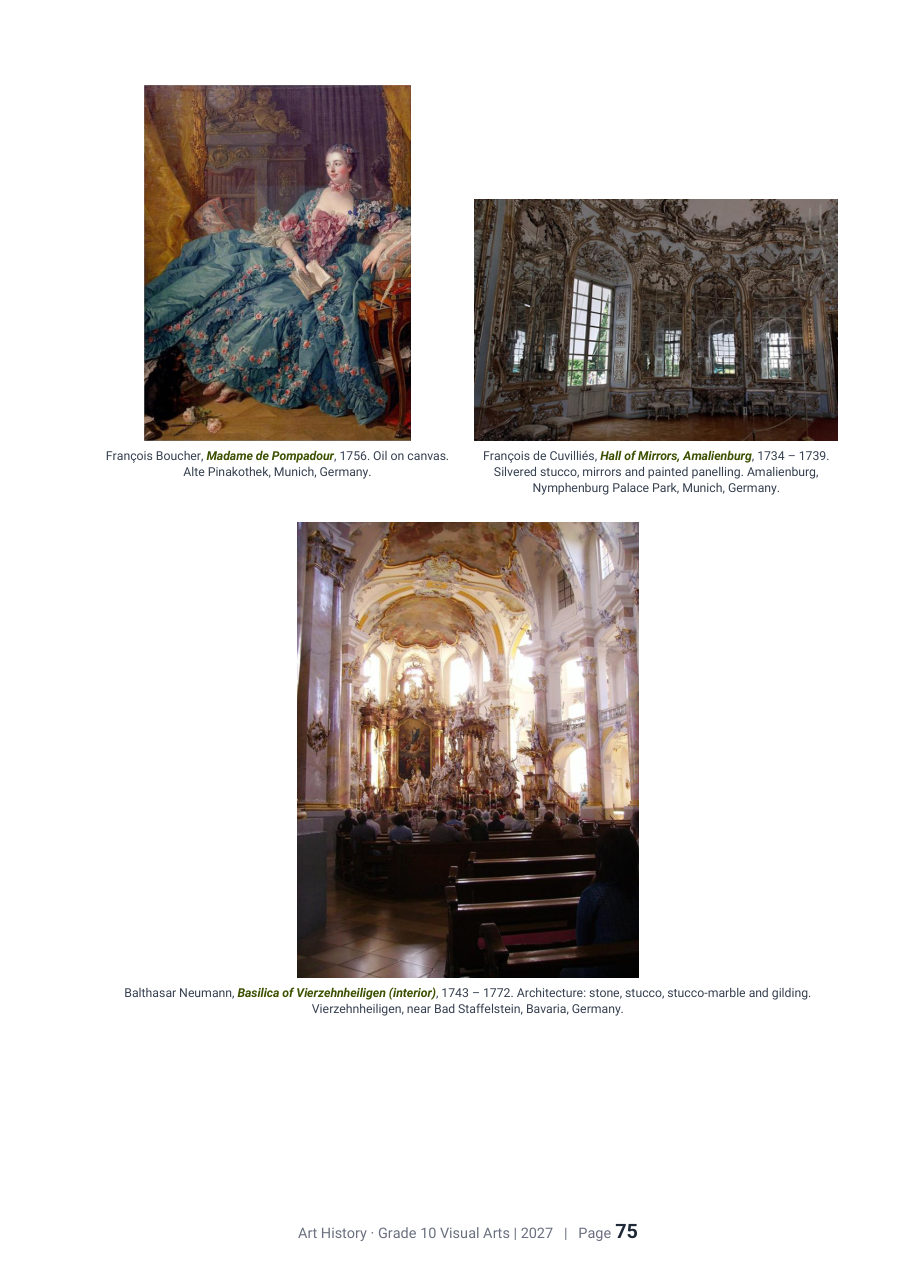 François Boucher, Madame de Pompadour, 1756. Oil on canvas.
Alte Pinakothek, Munich, Germany.
François de Cuvilliés, Hall of Mirrors, Amalienburg, 1734 – 1739.
Silvered stucco, mirrors and painted panelling. Amalienburg,
Nymphenburg Palace Park, Munich, Germany.
Balthasar Neumann, Basilica of Vierzehnheiligen (interior), 1743 – 1772. Architecture: stone, stucco, stucco-marble and gilding.
Vierzehnheiligen, near Bad Staffelstein, Bavaria, Germany.
Art History · Grade 10 Visual Arts | 2027 | Page 75